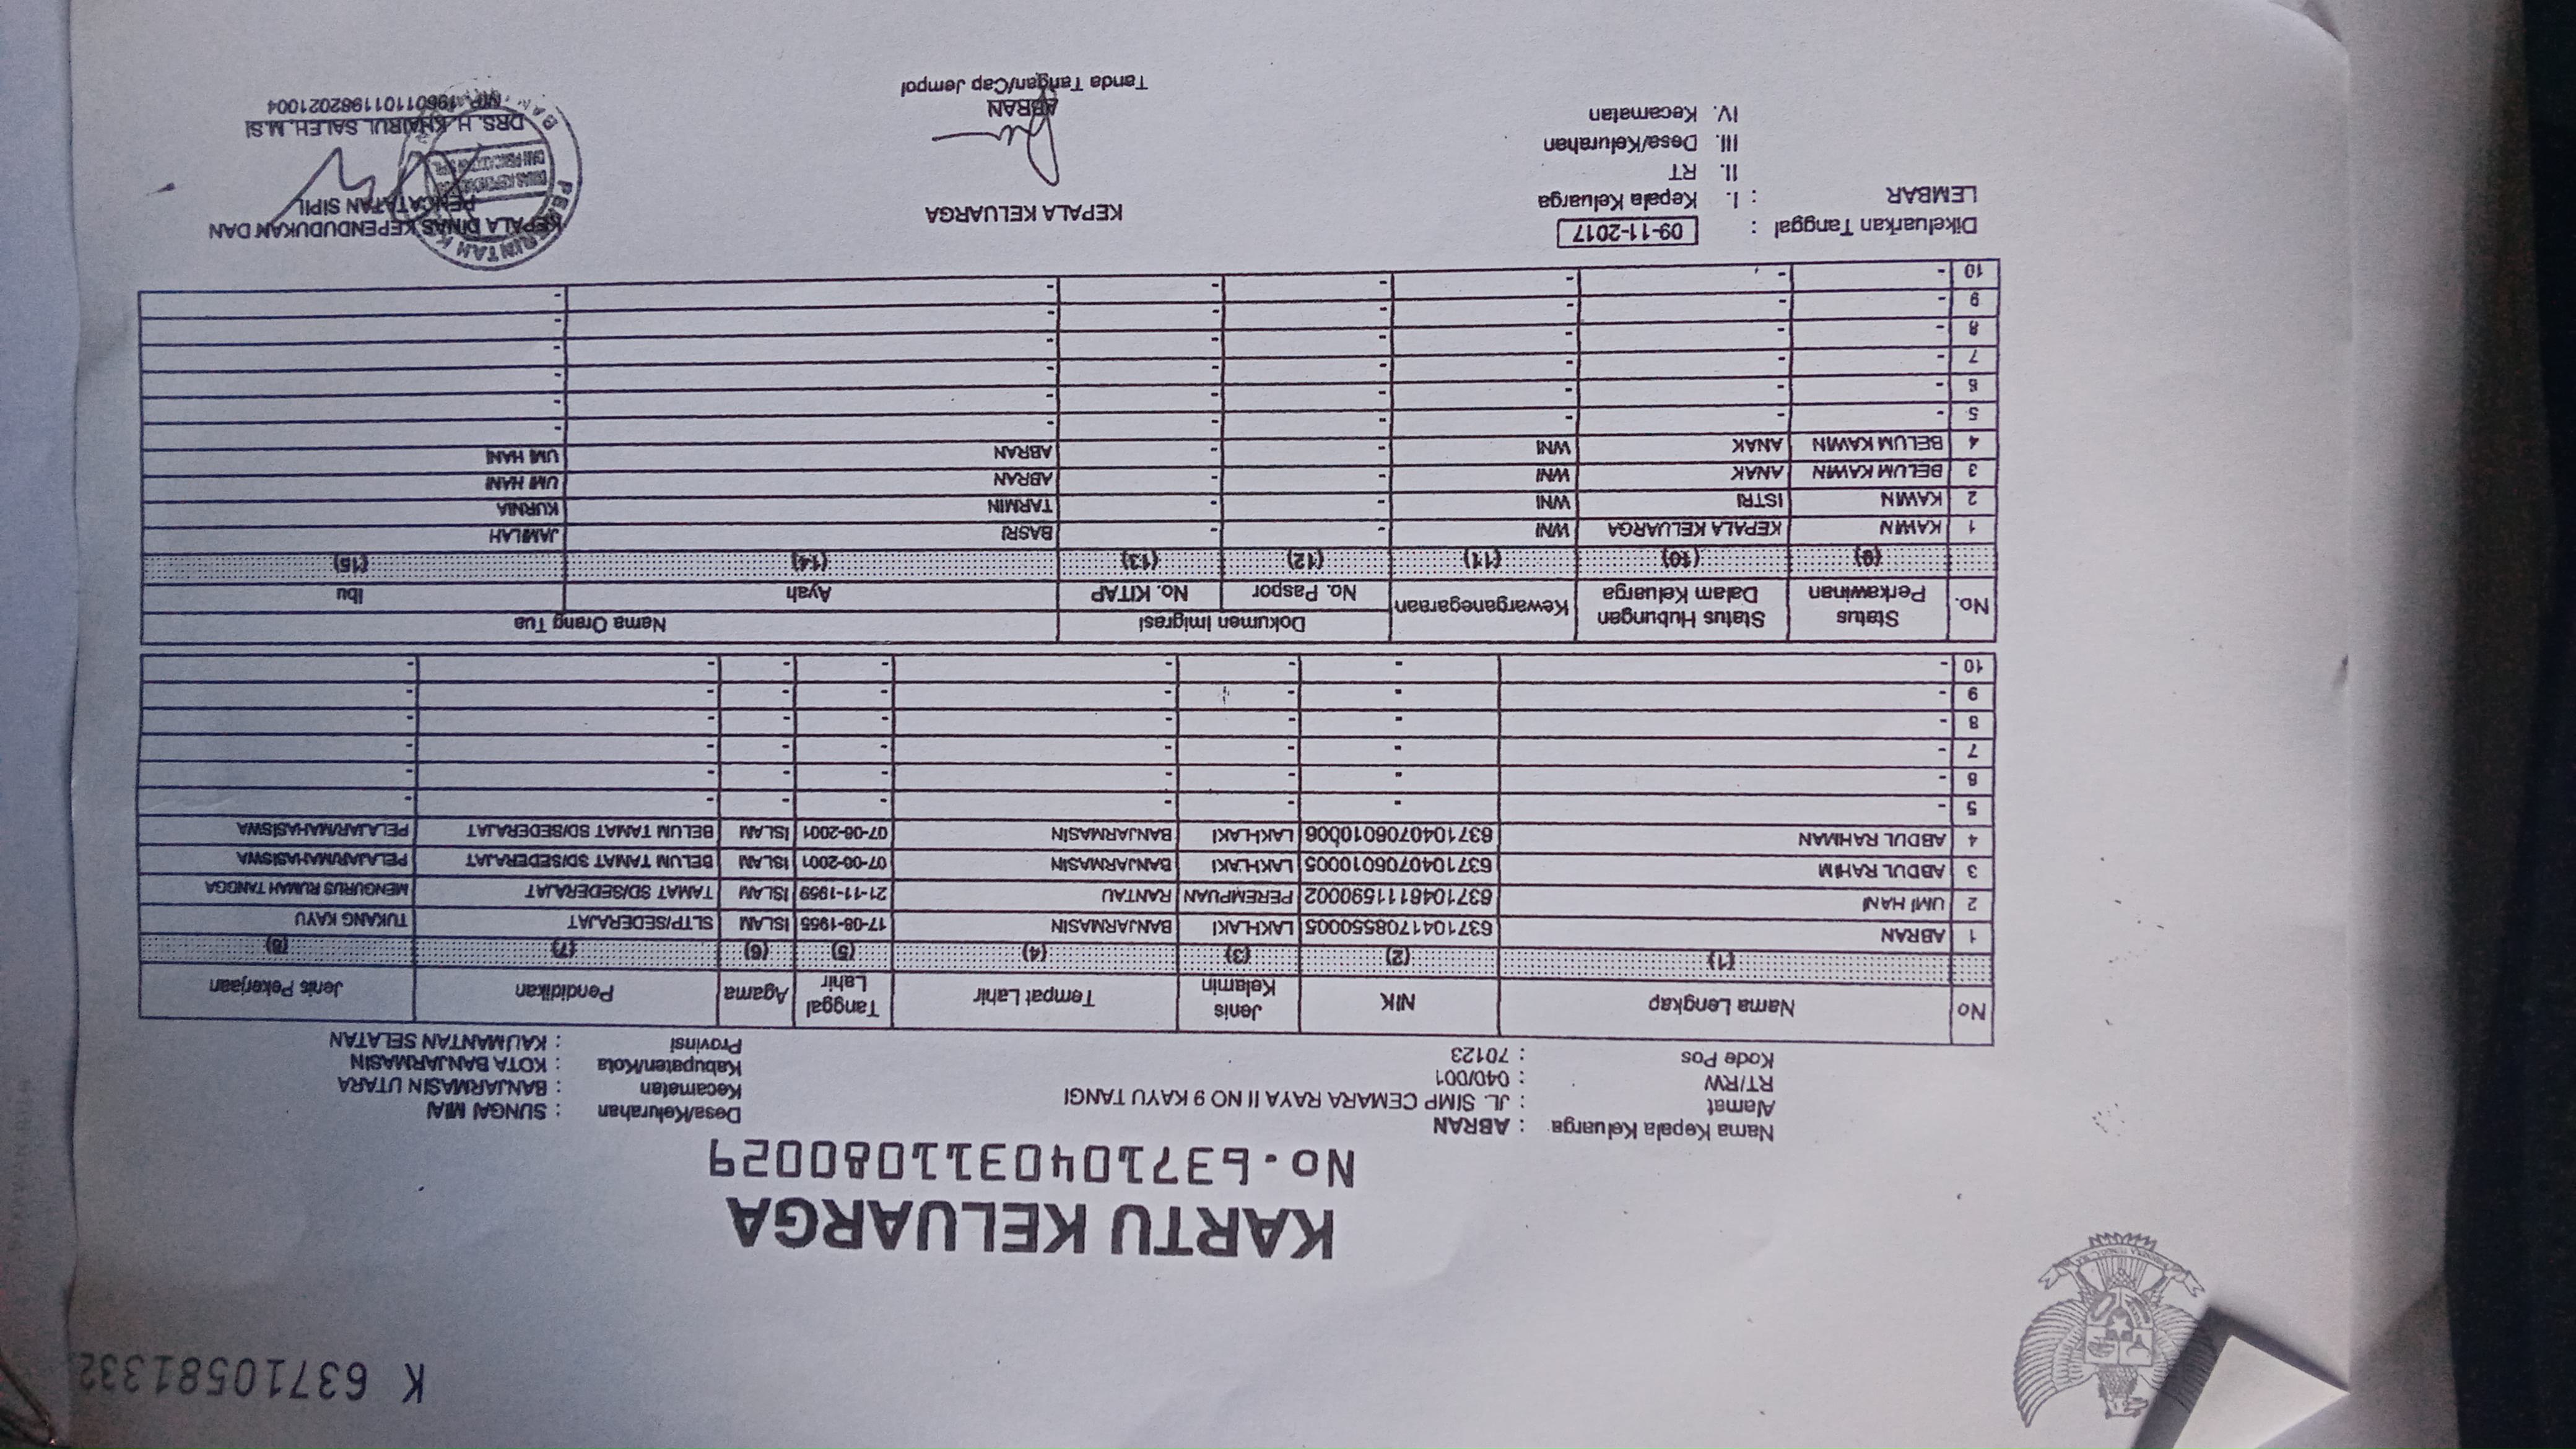 K 63710581332
KARTU KELUARGA
No.6371040311080029
Nama Kepala Keluarga : ABRAN
Alamat : JL. SIMP CEMARA RAYA II NO 9 KAYU TANGI
RT/RW : 040/001
Kode Pos : 70123
Desa/Kelurahan : SUNGAI MIAI
Kecamatan : BANJARMASIN UTARA
Kabupaten/Kota : KOTA BANJARMASIN
Provinsi : KALIMANTAN SELATAN
No Nama Lengkap NIK Jenis Kelamin Tempat Lahir Tanggal Lahir Agama Pendidikan Jenis Pekerjaan
(1) (2) (3) (4) (5) (6) (7) (8)
1 ABRAN 6371041708550005 LAKI-LAKI BANJARMASIN 17-08-1955 ISLAM SLTP/SEDERAJAT TUKANG KAYU
2 UMI HANI 6371046111590002 PEREMPUAN RANTAU 21-11-1959 ISLAM TAMAT SD/SEDERAJAT MENGURUS RUMAH TANGGA
3 ABDUL RAHIM 6371040706010005 LAKI-LAKI BANJARMASIN 07-06-2001 ISLAM BELUM TAMAT SD/SEDERAJAT PELAJAR/MAHASISWA
4 ABDUL RAHMAN 6371040706010006 LAKI-LAKI BANJARMASIN 07-06-2001 ISLAM BELUM TAMAT SD/SEDERAJAT PELAJAR/MAHASISWA
5 - - - - - - - -
6 - - - - - - - -
7 - - - - - - - -
8 - - - - - - - -
9 - - - - - - - -
10 - - - - - - - -
No. Status Perkawinan Status Hubungan Dalam Keluarga Kewarganegaraan Dokumen Imigrasi Nama Orang Tua
No. Paspor No. KITAP Ayah Ibu
(9) (10) (11) (12) (13) (14) (15)
1 KAWIN KEPALA KELUARGA WNI - - BASRI JAMILAH
2 KAWIN ISTRI WNI - - TARMIN KURNIA
3 BELUM KAWIN ANAK WNI - - ABRAN UMI HANI
4 BELUM KAWIN ANAK WNI - - ABRAN UMI HANI
5 - - - - - - -
6 - - - - - - -
7 - - - - - - -
8 - - - - - - -
9 - - - - - - -
10 - - - - - - -
Dikeluarkan Tanggal : 09-11-2017
LEMBAR : I. Kepala Keluarga
II. RT
III. Desa/Kelurahan
IV. Kecamatan
KEPALA KELUARGA
ABRAN
Tanda Tangan/Cap Jempol
KEPALA DINAS KEPENDUDUKAN DAN
PENCATATAN SIPIL
DRS. H. KHAIRUL SALEH, M.SI
NIP. 196011011982021004